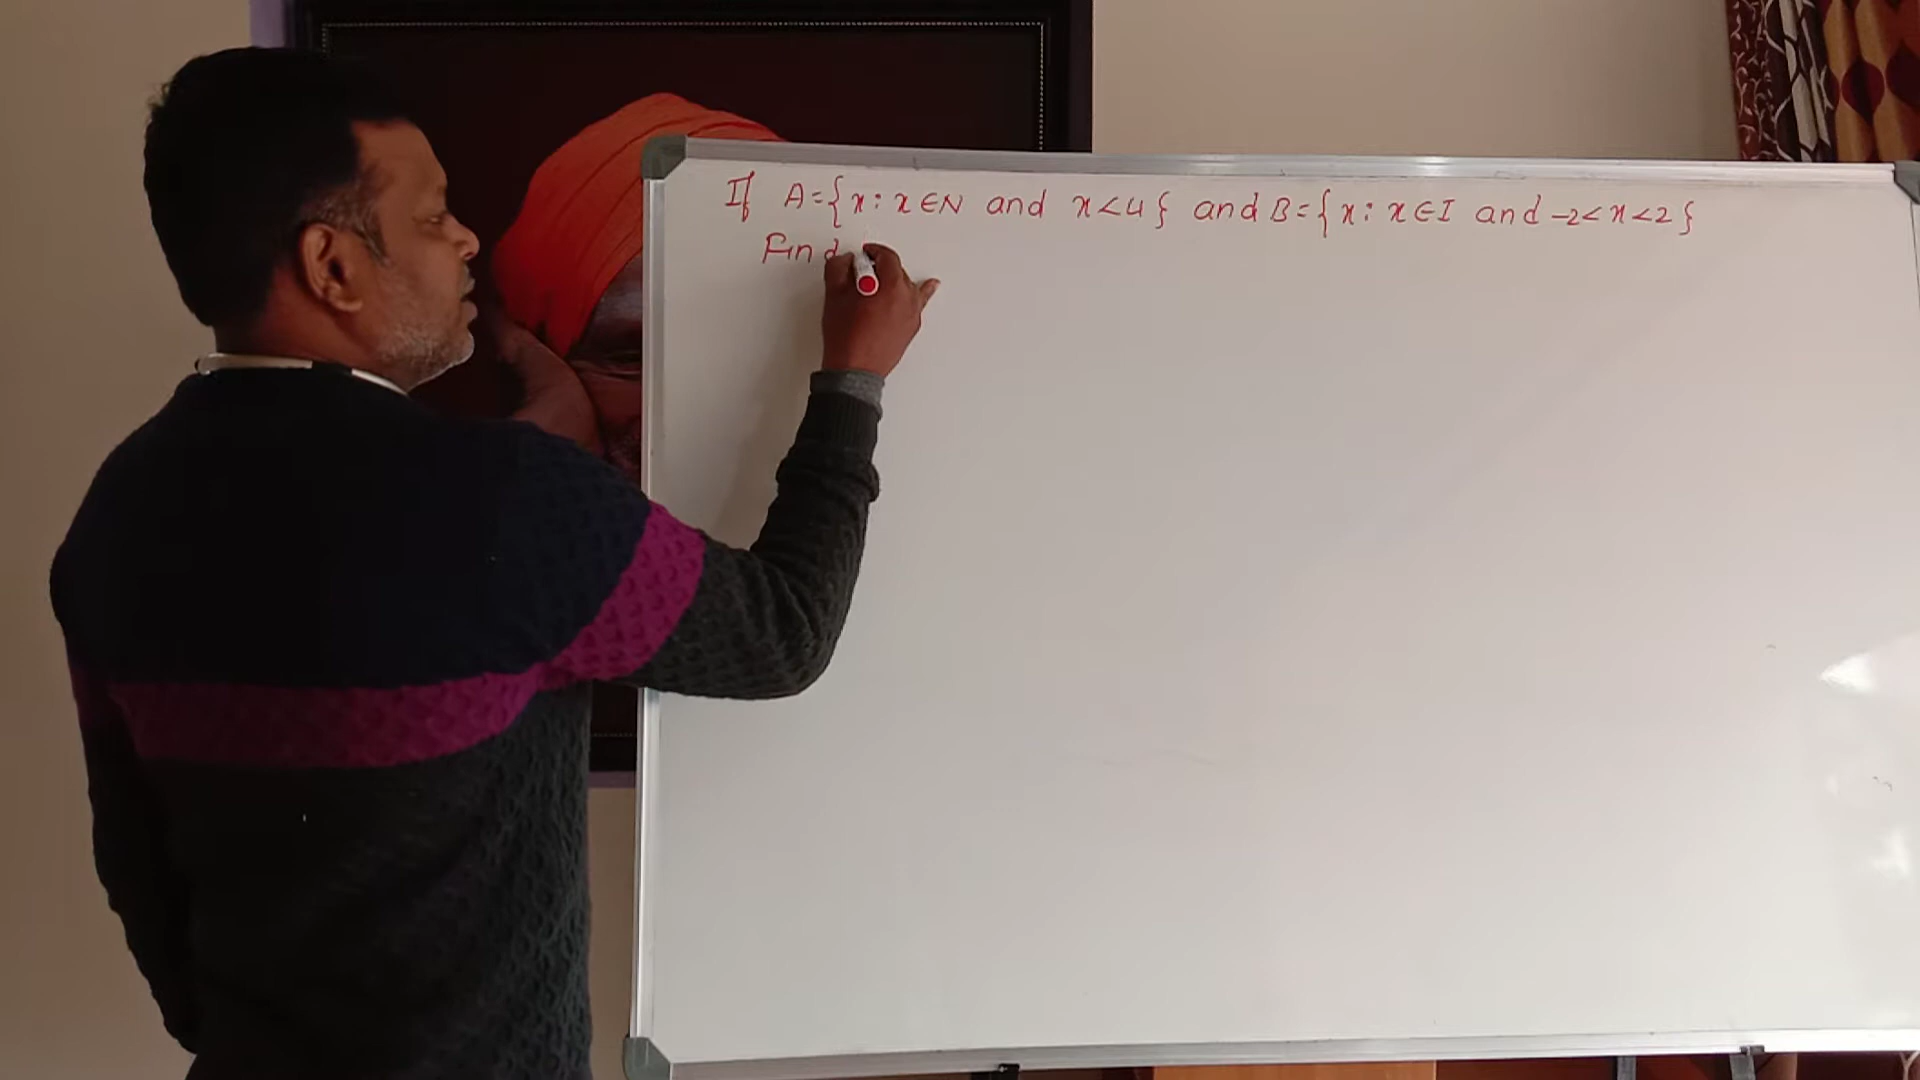 If A={x:x∈N and x<4} and B={x:x∈I and -2<x<2}
Find